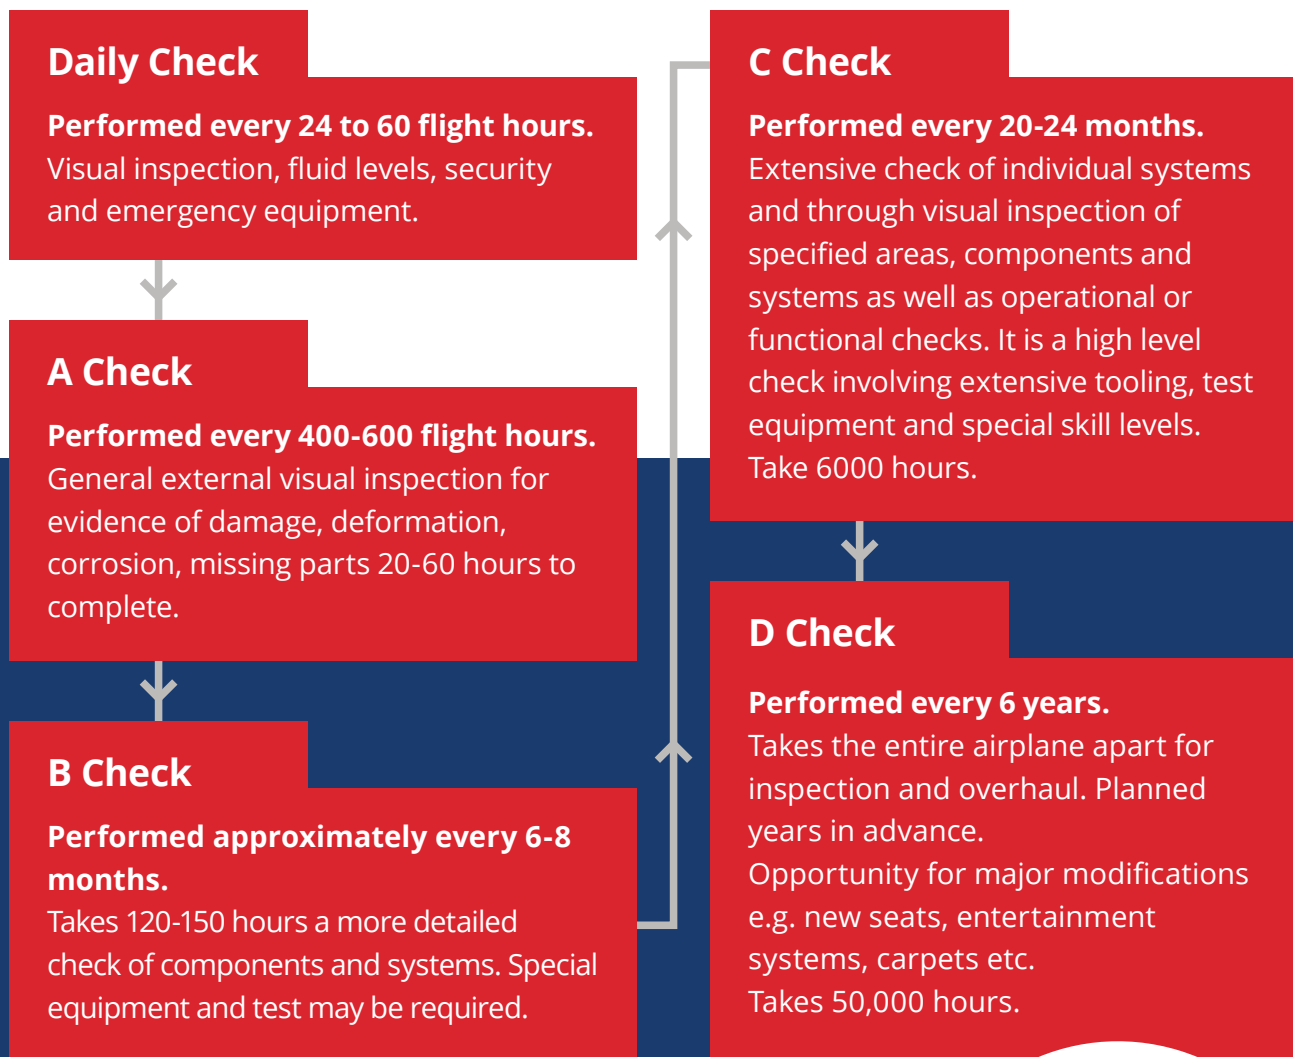 Daily Check
Performed every 24 to 60 flight hours.
Visual inspection, fluid levels, security
and emergency equipment.
A Check
Performed every 400-600 flight hours.
General external visual inspection for
evidence of damage, deformation,
corrosion, missing parts 20-60 hours to
complete.
B Check
Performed approximately every 6-8
months.
Takes 120-150 hours a more detailed
check of components and systems. Special
equipment and test may be required.
C Check
Performed every 20-24 months.
Extensive check of individual systems
and through visual inspection of
specified areas, components and
systems as well as operational or
functional checks. It is a high level
check involving extensive tooling, test
equipment and special skill levels.
Take 6000 hours.
D Check
Performed every 6 years.
Takes the entire airplane apart for
inspection and overhaul. Planned
years in advance.
Opportunity for major modifications
e.g. new seats, entertainment
systems, carpets etc.
Takes 50,000 hours.